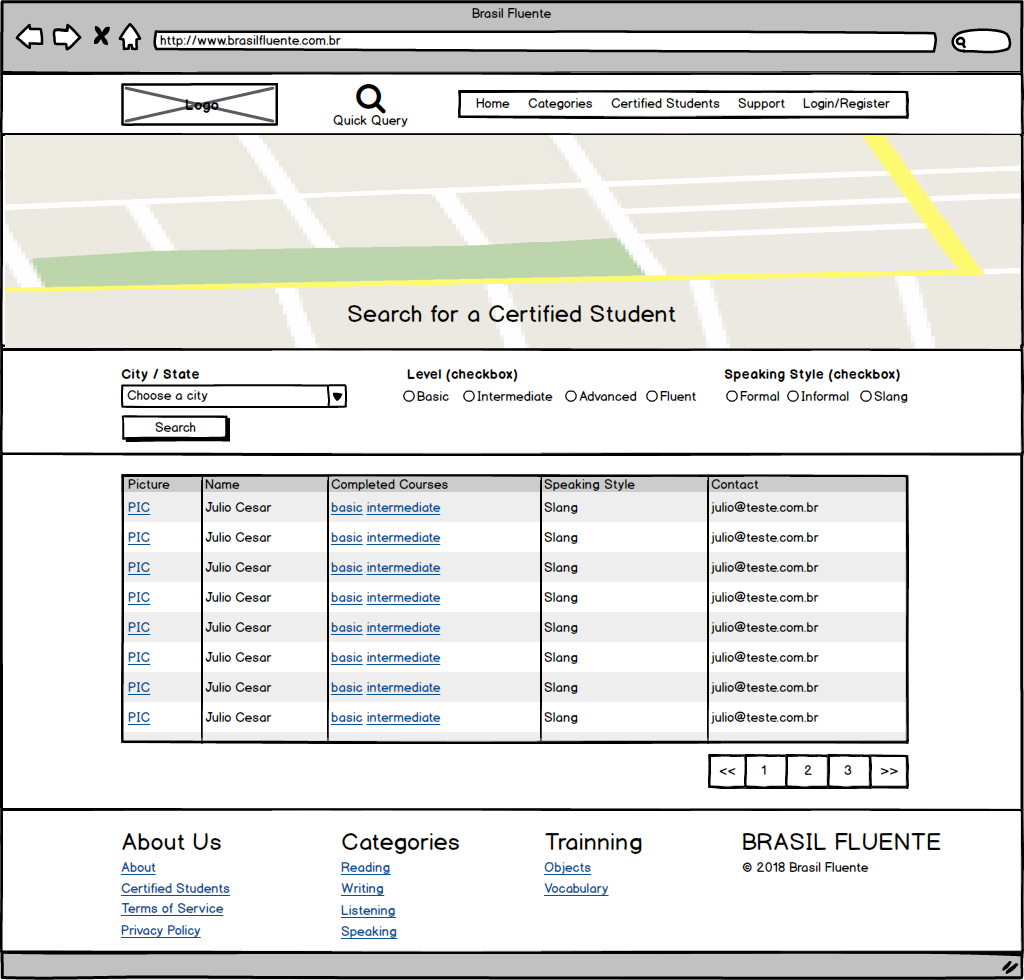 Brasil Fluente
http://www.brasilfluente.com.br
Logo
Quick Query
Home Categories Certified Students Support Login/Register
Search for a Certified Student
City / State
Choose a city
Search
Level (checkbox)
Basic Intermediate Advanced Fluent
Speaking Style (checkbox)
Formal Informal Slang
Picture Name Completed Courses Speaking Style Contact
PIC Julio Cesar basic intermediate Slang julio@teste.com.br
PIC Julio Cesar basic intermediate Slang julio@teste.com.br
PIC Julio Cesar basic intermediate Slang julio@teste.com.br
PIC Julio Cesar basic intermediate Slang julio@teste.com.br
PIC Julio Cesar basic intermediate Slang julio@teste.com.br
PIC Julio Cesar basic intermediate Slang julio@teste.com.br
PIC Julio Cesar basic intermediate Slang julio@teste.com.br
PIC Julio Cesar basic intermediate Slang julio@teste.com.br
<< 1 2 3 >>
About Us
About
Certified Students
Terms of Service
Privacy Policy
Categories
Reading
Writing
Listening
Speaking
Trainning
Objects
Vocabulary
BRASIL FLUENTE
© 2018 Brasil Fluente